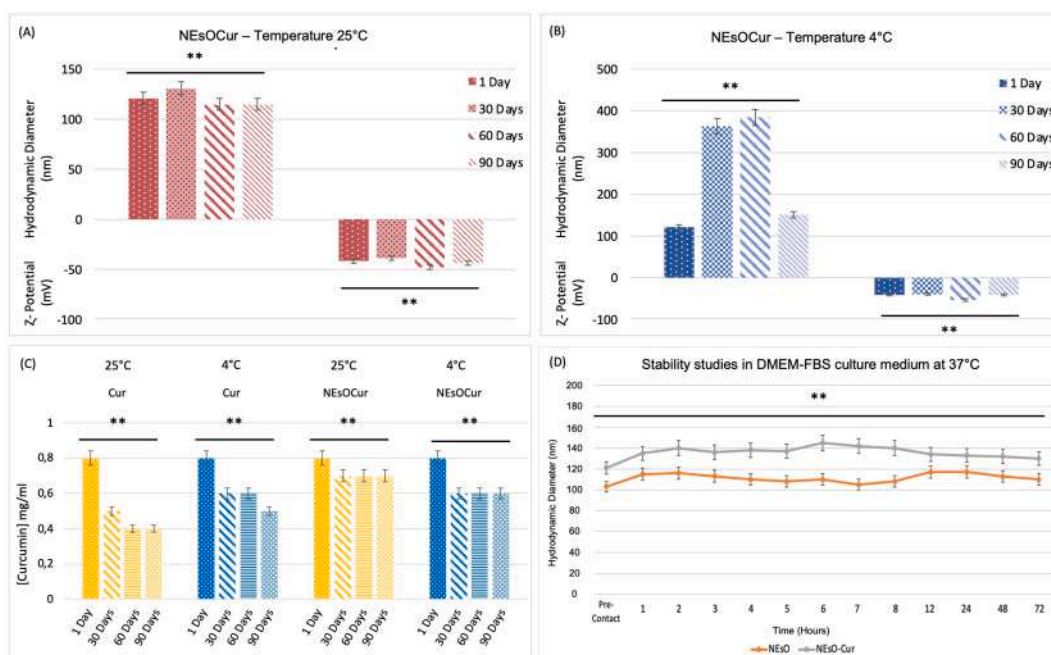 (A)
NEsOCur – Temperature 25°C
**
150
100
50
0
-50
-100
Hydrodynamic Diameter
(nm)
Z- Potential
(mV)
1 Day
30 Days
60 Days
90 Days
**
(B)
NEsOCur – Temperature 4°C
**
500
400
300
200
100
0
-100
Hydrodynamic Diameter
(nm)
Z- Potential
(mV)
1 Day
30 Days
60 Days
90 Days
**
(C)
25°C 4°C 25°C 4°C
Cur Cur NEsOCur NEsOCur
** ** ** **
1
0,8
0,6
0,4
0,2
0
[Curcumin] mg/ml
1 Day 30 Days 60 Days 90 Days 1 Day 30 Days 60 Days 90 Days 1 Day 30 Days 60 Days 90 Days 1 Day 30 Days 60 Days 90 Days
(D)
Stability studies in DMEM-FBS culture medium at 37°C
**
200
180
160
140
120
100
80
60
40
20
0
Hydrodynamic Diameter (nm)
Pre-
Contact
1 2 3 4 5 6 7 8 12 24 48 72
Time (Hours)
NEsO NEsO-Cur